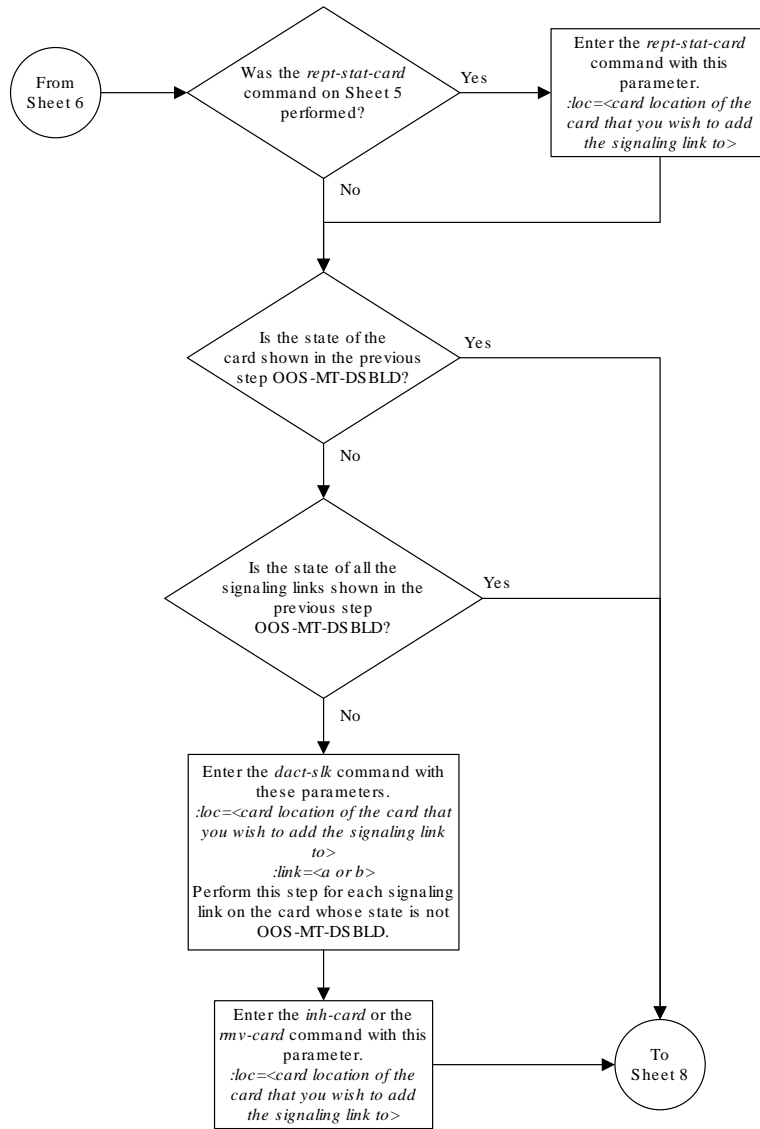 From
Sheet 6
Was the rept-stat-card
command on Sheet 5
performed?
Yes
Enter the rept-stat-card
command with this
parameter.
:loc=<card location of the
card that you wish to add
the signaling link to>
No
Is the state of the
card shown in the previous
step OOS-MT-DSBLD?
Yes
No
Is the state of all the
signaling links shown in the
previous step
OOS-MT-DSBLD?
Yes
No
Enter the dact-slk command with
these parameters.
:loc=<card location of the card that
you wish to add the signaling link
to>
:link=<a or b>
Perform this step for each signaling
link on the card whose state is not
OOS-MT-DSBLD.
Enter the inh-card or the
rmv-card command with this
parameter.
:loc=<card location of the
card that you wish to add
the signaling link to>
To
Sheet 8